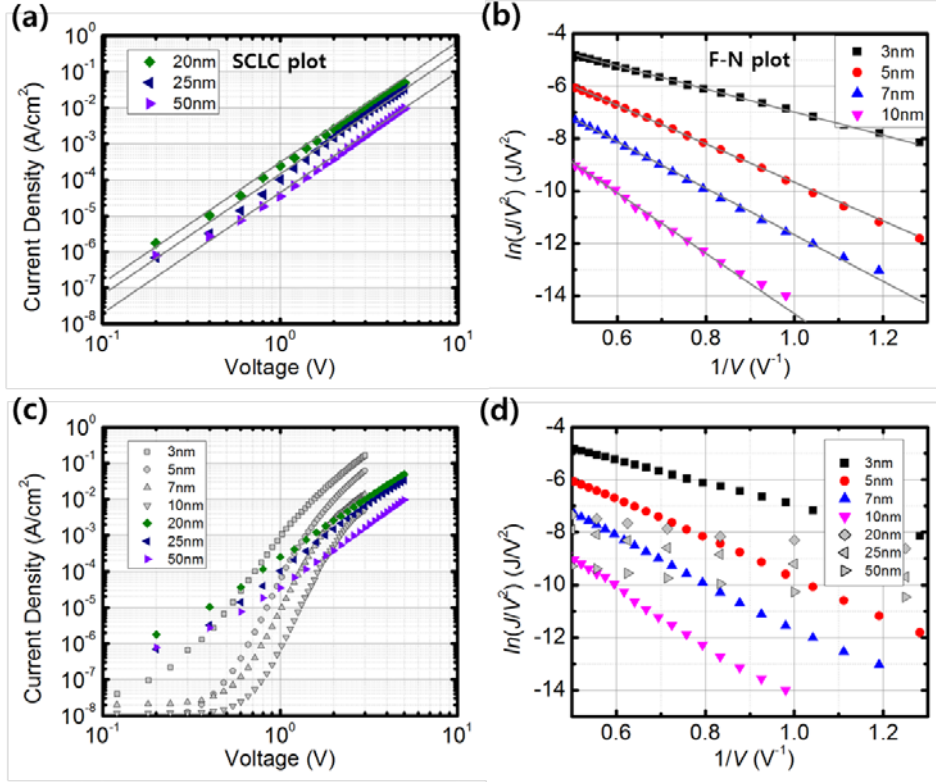 (a)
SCLC plot
20nm
25nm
50nm
10^0
10^-1
10^-2
10^-3
10^-4
10^-5
10^-6
10^-7
10^-8
Current Density (A/cm^2)
10^-1
10^0
10^1
Voltage (V)
(b)
F-N plot
3nm
5nm
7nm
10nm
-4
-6
-8
-10
-12
-14
ln(J/V^2) (J/V^2)
0.6
0.8
1.0
1.2
1/V (V^-1)
(c)
3nm
5nm
7nm
10nm
20nm
25nm
50nm
10^0
10^-1
10^-2
10^-3
10^-4
10^-5
10^-6
10^-7
10^-8
Current Density (A/cm^2)
10^-1
10^0
10^1
Voltage (V)
(d)
3nm
5nm
7nm
10nm
20nm
25nm
50nm
-4
-6
-8
-10
-12
-14
ln(J/V^2) (J/V^2)
0.6
0.8
1.0
1.2
1/V (V^-1)